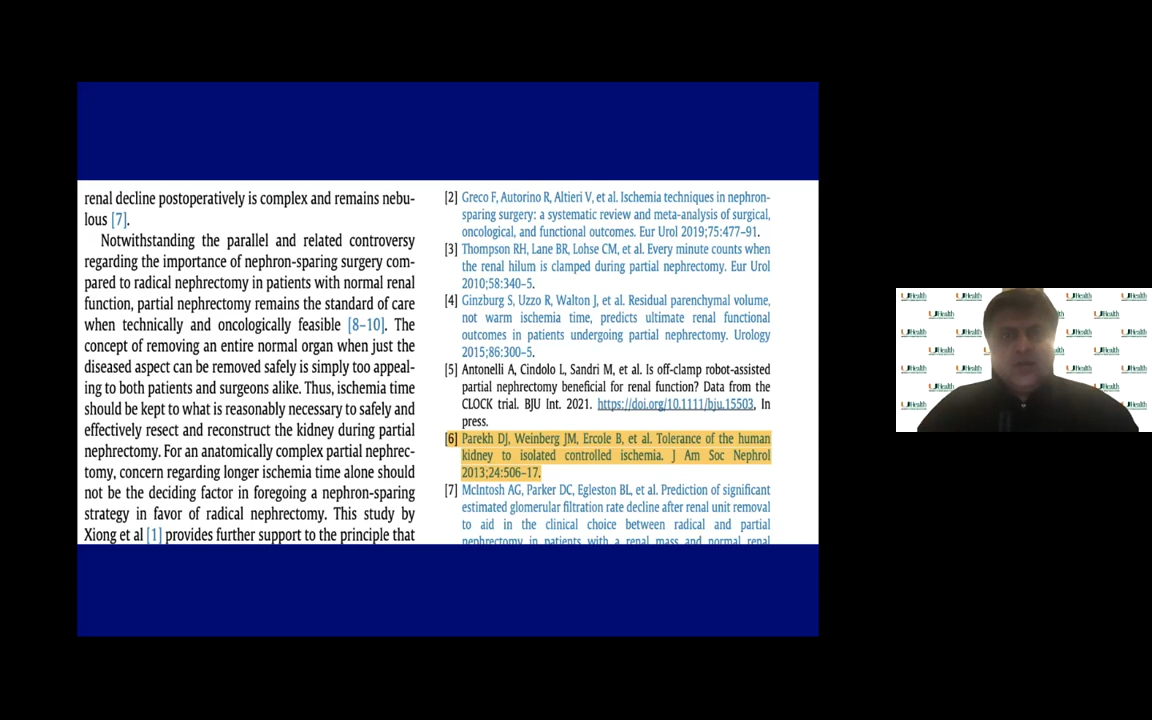 renal decline postoperatively is complex and remains nebu-
lous [7].
Notwithstanding the parallel and related controversy
regarding the importance of nephron-sparing surgery com-
pared to radical nephrectomy in patients with normal renal
function, partial nephrectomy remains the standard of care
when technically and oncologically feasible [8–10]. The
concept of removing an entire normal organ when just the
diseased aspect can be removed safely is simply too appeal-
ing to both patients and surgeons alike. Thus, ischemia time
should be kept to what is reasonably necessary to safely and
effectively resect and reconstruct the kidney during partial
nephrectomy. For an anatomically complex partial nephrec-
tomy, concern regarding longer ischemia time alone should
not be the deciding factor in foregoing a nephron-sparing
strategy in favor of radical nephrectomy. This study by
Xiong et al [1] provides further support to the principle that
[2] Greco F, Autorino R, Altieri V, et al. Ischemia techniques in nephron-
sparing surgery: a systematic review and meta-analysis of surgical,
oncological, and functional outcomes. Eur Urol 2019;75:477–91.
[3] Thompson RH, Lane BR, Lohse CM, et al. Every minute counts when
the renal hilum is clamped during partial nephrectomy. Eur Urol
2010;58:340–5.
[4] Ginzburg S, Uzzo R, Walton J, et al. Residual parenchymal volume,
not warm ischemia time, predicts ultimate renal functional
outcomes in patients undergoing partial nephrectomy. Urology
2015;86:300–5.
[5] Antonelli A, Cindolo L, Sandri M, et al. Is off-clamp robot-assisted
partial nephrectomy beneficial for renal function? Data from the
CLOCK trial. BJU Int. 2021. https://doi.org/10.1111/bju.15503, In
press.
[6] Parekh DJ, Weinberg JM, Ercole B, et al. Tolerance of the human
kidney to isolated controlled ischemia. J Am Soc Nephrol
2013;24:506–17.
[7] McIntosh AG, Parker DC, Egleston BL, et al. Prediction of significant
estimated glomerular filtration rate decline after renal unit removal
to aid in the clinical choice between radical and partial
nephrectomy in patients with a renal mass and normal renal
UHealth